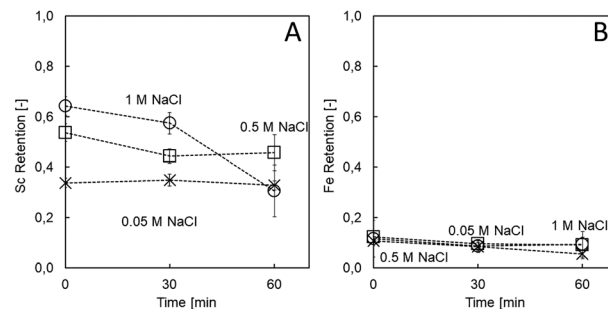 A
Sc Retention [-]
1,0
0,8
0,6
0,4
0,2
0,0
1 M NaCl
0.5 M NaCl
0.05 M NaCl
0
30
60
Time [min
B
Fe Retention [-]
1,0
0,8
0,6
0,4
0,2
0,0
0.05 M NaCl
1 M NaCl
0.5 M NaCl
0
30
60
Time [min